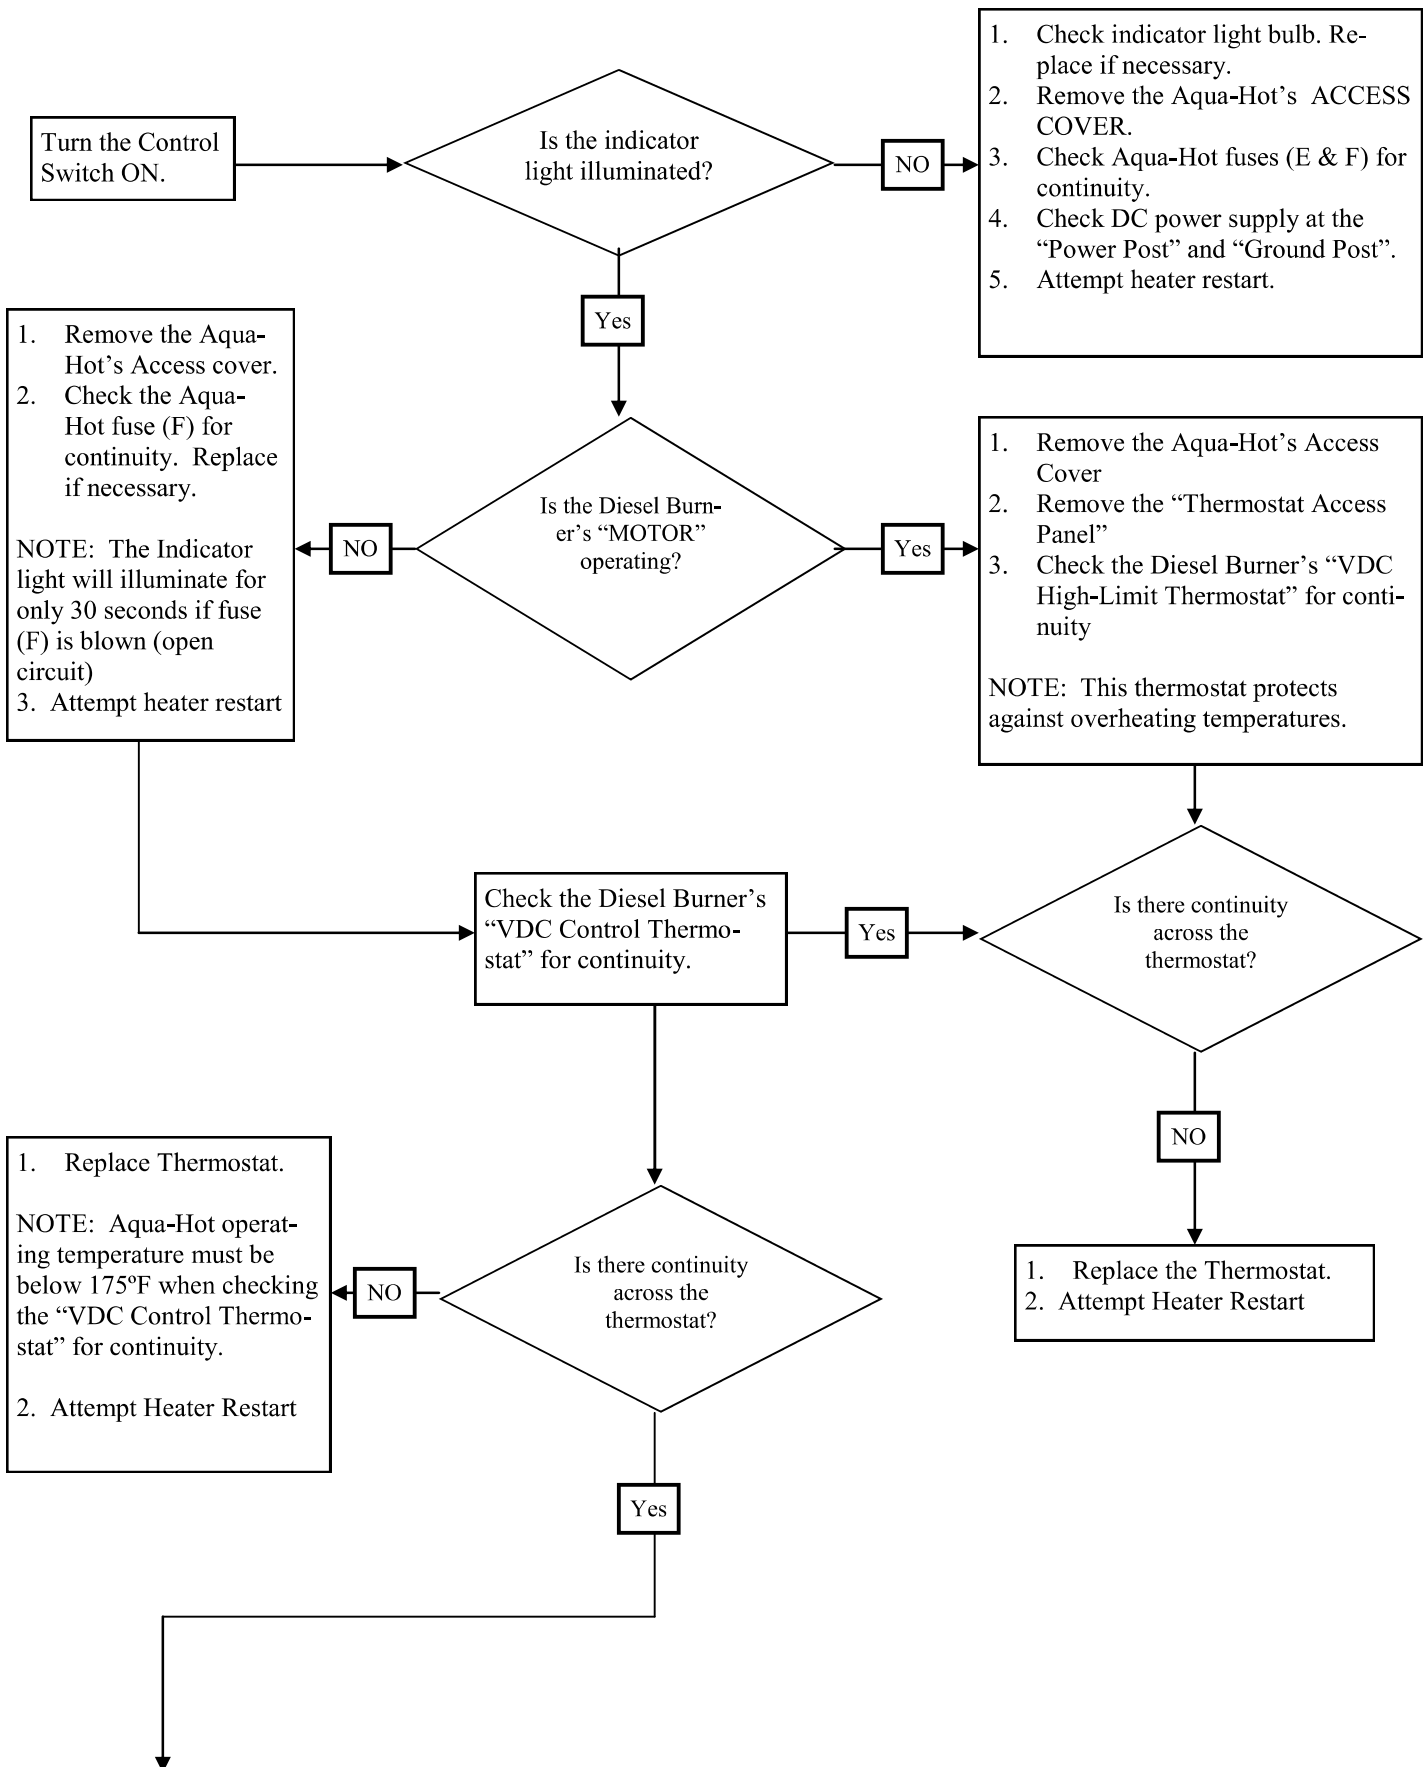 Turn the Control
Switch ON.
Is the indicator
light illuminated?
NO
1. Check indicator light bulb. Re-
place if necessary.
2. Remove the Aqua-Hot's ACCESS
COVER.
3. Check Aqua-Hot fuses (E & F) for
continuity.
4. Check DC power supply at the
“Power Post” and “Ground Post”.
5. Attempt heater restart.
Yes
1. Remove the Aqua-
Hot’s Access cover.
2. Check the Aqua-
Hot fuse (F) for
continuity. Replace
if necessary.
NOTE: The Indicator
light will illuminate for
only 30 seconds if fuse
(F) is blown (open
circuit)
3. Attempt heater restart
NO
Is the Diesel Burn-
er’s “MOTOR”
operating?
Yes
1. Remove the Aqua-Hot’s Access
Cover
2. Remove the “Thermostat Access
Panel”
3. Check the Diesel Burner’s “VDC
High-Limit Thermostat” for conti-
nuity
NOTE: This thermostat protects
against overheating temperatures.
Check the Diesel Burner’s
“VDC Control Thermo-
stat” for continuity.
Yes
Is there continuity
across the
thermostat?
NO
1. Replace the Thermostat.
2. Attempt Heater Restart
1. Replace Thermostat.
NOTE: Aqua-Hot operat-
ing temperature must be
below 175ºF when checking
the “VDC Control Thermo-
stat” for continuity.
2. Attempt Heater Restart
NO
Is there continuity
across the
thermostat?
Yes